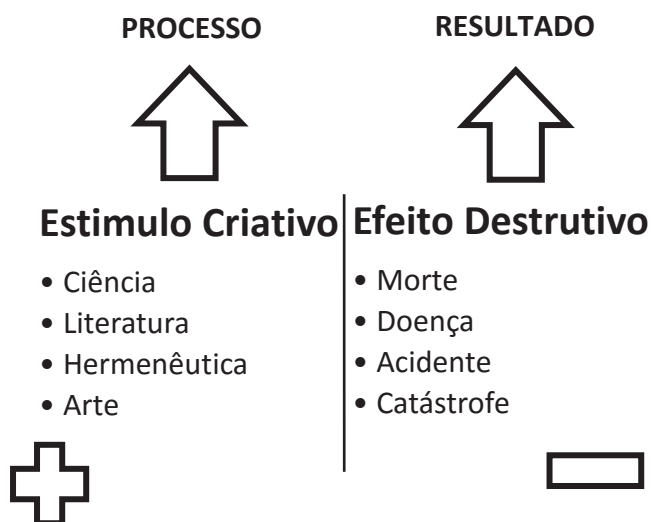 PROCESSO
RESULTADO
Estimulo Criativo
• Ciência
• Literatura
• Hermenêutica
• Arte
Efeito Destrutivo
• Morte
• Doença
• Acidente
• Catástrofe